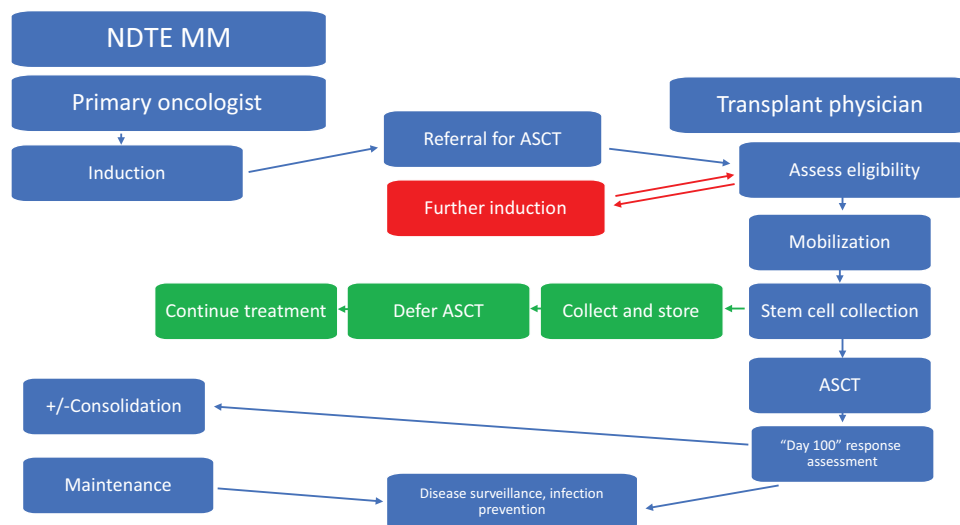 NDTE MM
Primary oncologist
Transplant physician
Referral for ASCT
Induction
Assess eligibility
Further induction
Mobilization
Continue treatment
Defer ASCT
Collect and store
Stem cell collection
ASCT
+/-Consolidation
“Day 100” response
assessment
Maintenance
Disease surveillance, infection
prevention